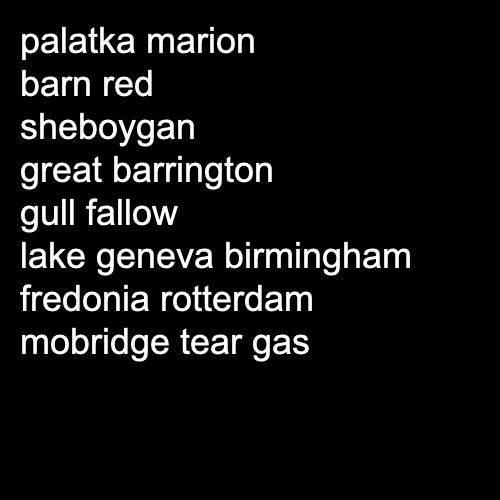 palatka marion
barn red
sheboygan
great barrington
gull fallow
lake geneva birmingham
fredonia rotterdam
mobridge tear gas